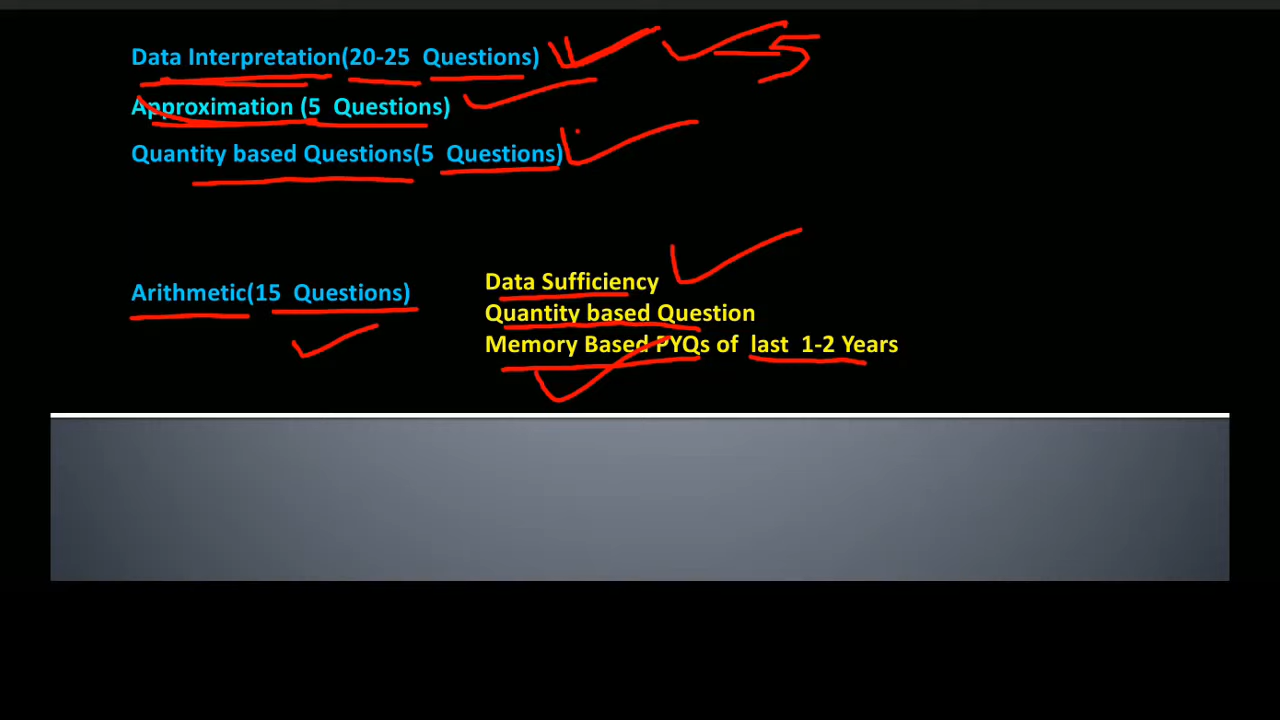 Data Interpretation(20-25 Questions) 5
Approximation (5 Questions)
Quantity based Questions(5 Questions)
Arithmetic(15 Questions)
Data Sufficiency
Quantity based Question
Memory Based PYQs of last 1-2 Years